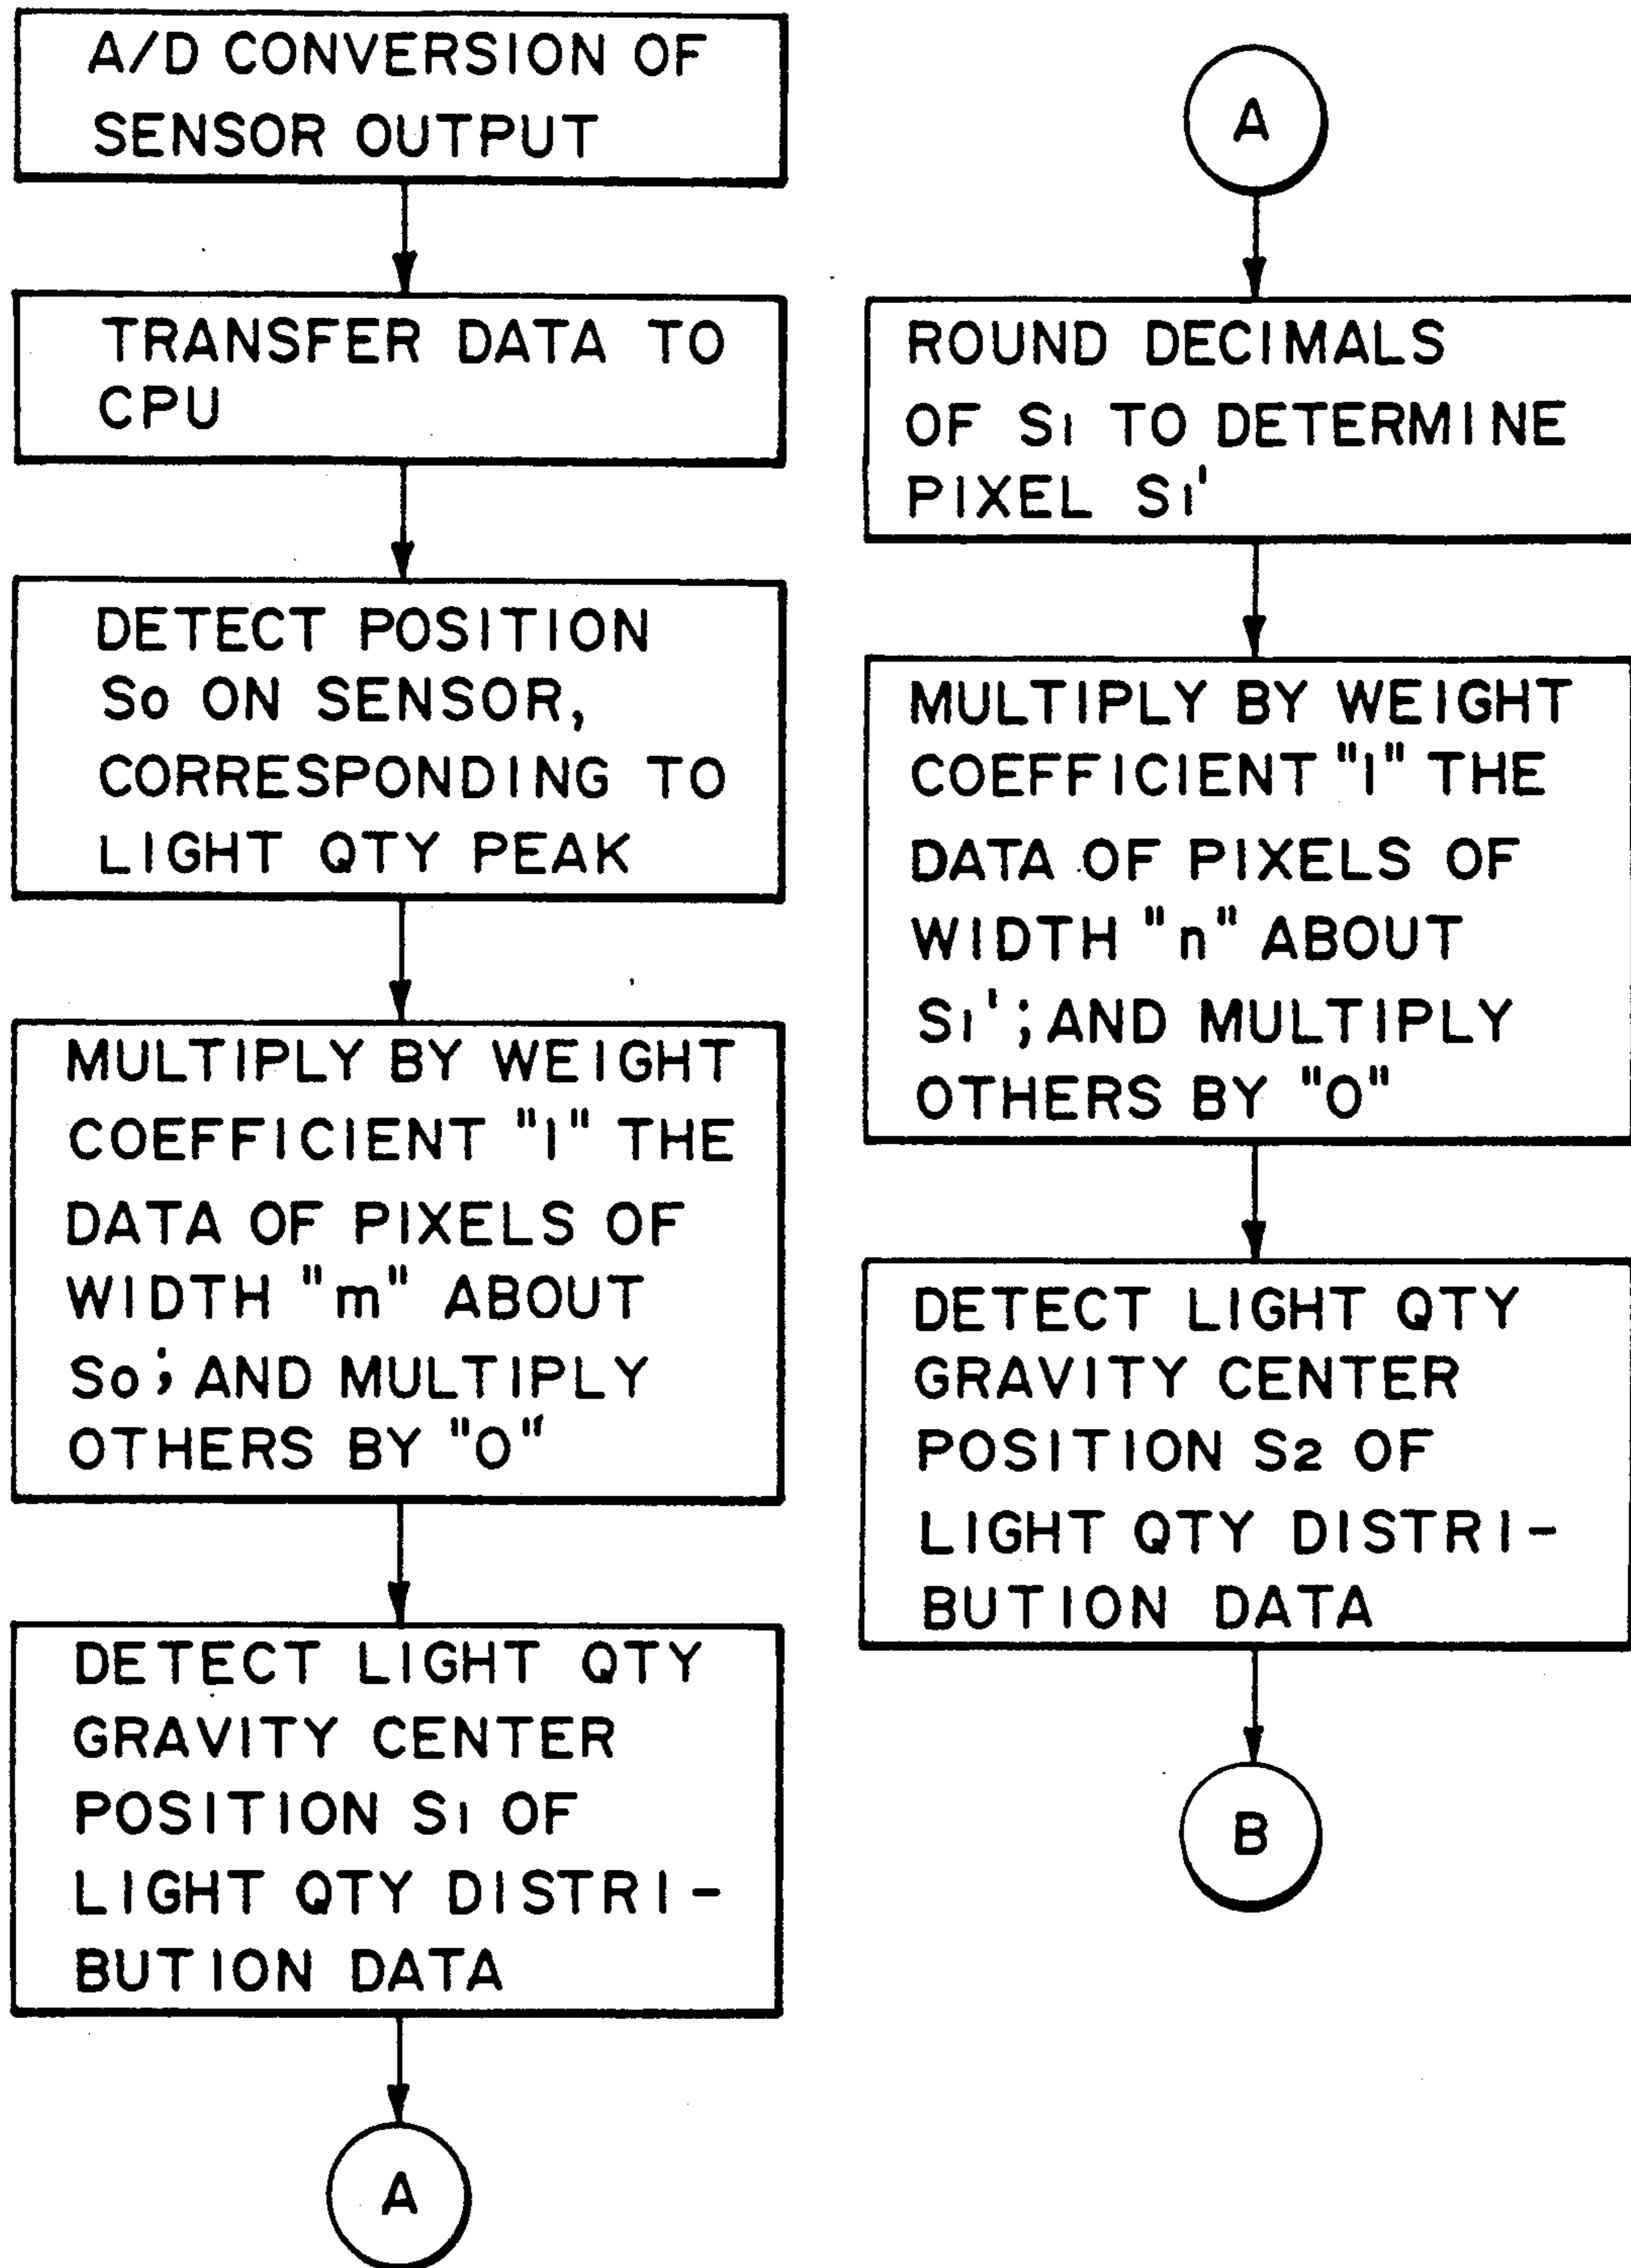 A/D CONVERSION OF
SENSOR OUTPUT
TRANSFER DATA TO
CPU
DETECT POSITION
S0 ON SENSOR,
CORRESPONDING TO
LIGHT QTY PEAK
MULTIPLY BY WEIGHT
COEFFICIENT "1" THE
DATA OF PIXELS OF
WIDTH "m" ABOUT
S0; AND MULTIPLY
OTHERS BY "0"
DETECT LIGHT QTY
GRAVITY CENTER
POSITION S1 OF
LIGHT QTY DISTRI-
BUTION DATA
A
A
ROUND DECIMALS
OF S1 TO DETERMINE
PIXEL S1'
MULTIPLY BY WEIGHT
COEFFICIENT "1" THE
DATA OF PIXELS OF
WIDTH "n" ABOUT
S1'; AND MULTIPLY
OTHERS BY "0"
DETECT LIGHT QTY
GRAVITY CENTER
POSITION S2 OF
LIGHT QTY DISTRI-
BUTION DATA
B